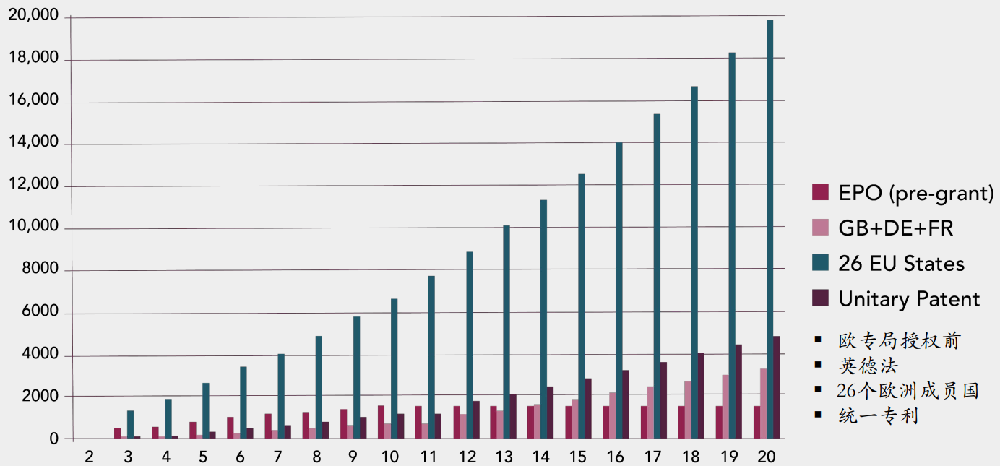 20,000
18,000
16,000
14,000
12,000
10,000
8000
6000
4000
2000
0
2 3 4 5 6 7 8 9 10 11 12 13 14 15 16 17 18 19 20
EPO (pre-grant)
GB+DE+FR
26 EU States
Unitary Patent
▪ 欧专局授权前
▪ 英德法
▪ 26个欧洲成员国
▪ 统一专利